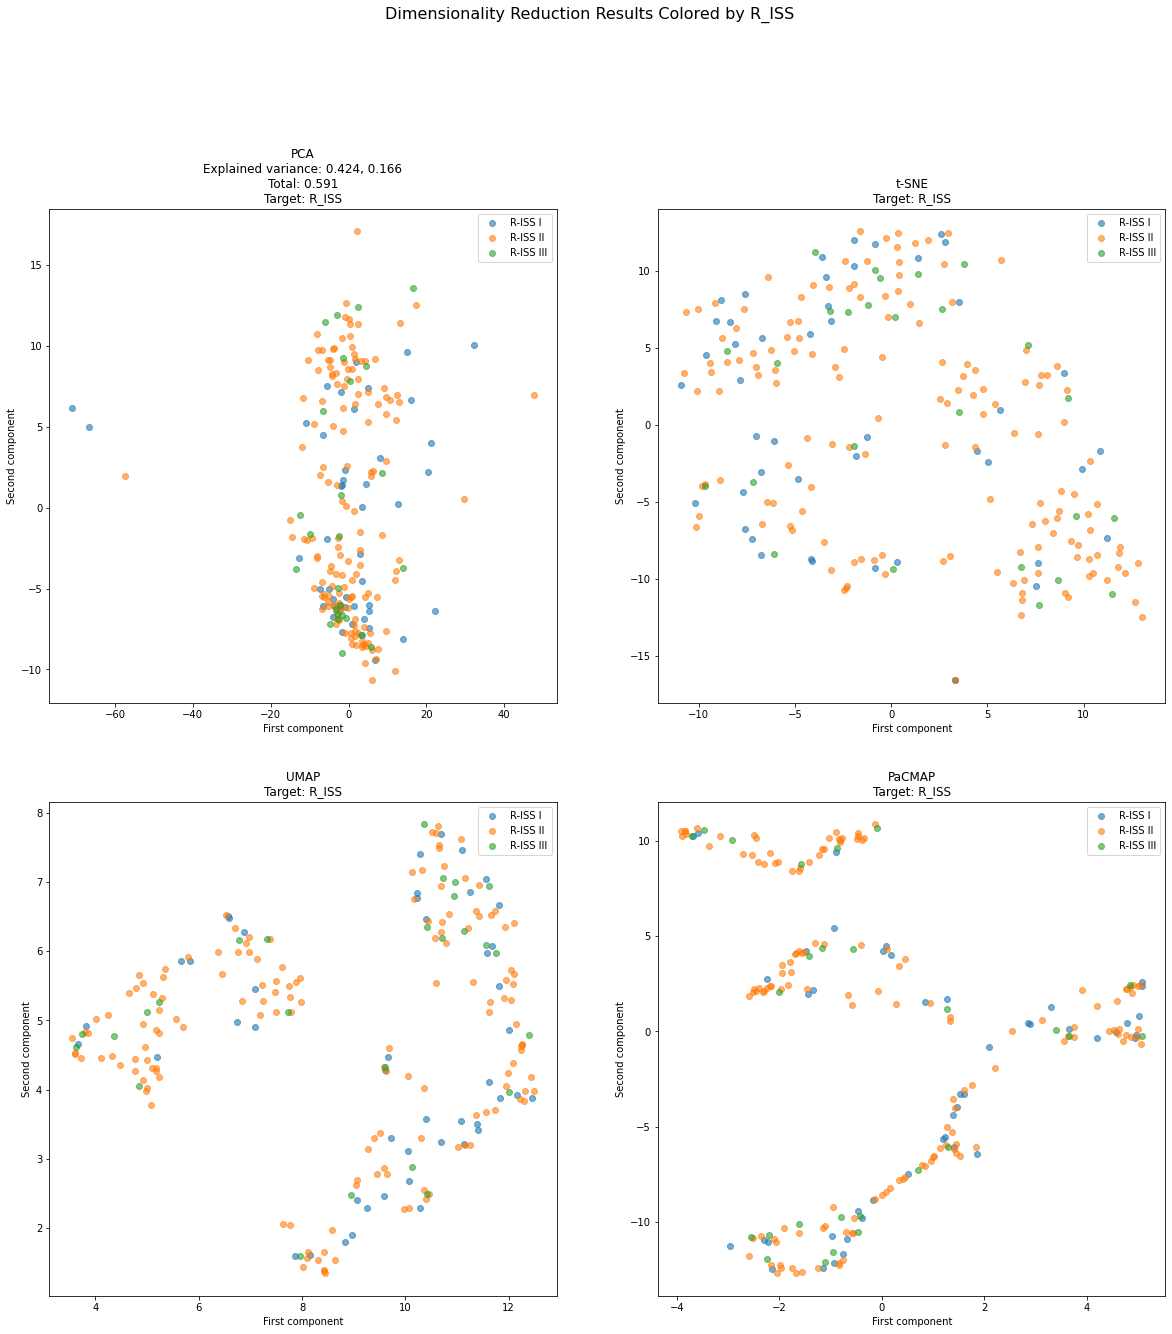 Dimensionality Reduction Results Colored by R_ISS
PCA
Explained variance: 0.424, 0.166
Total: 0.591
Target: R_ISS
R-ISS I
R-ISS II
R-ISS III
15
10
5
0
−5
−10
Second component
−60
−40
−20
0
20
40
First component
t-SNE
Target: R_ISS
R-ISS I
R-ISS II
R-ISS III
10
5
0
−5
−10
−15
Second component
−10
−5
0
5
10
First component
UMAP
Target: R_ISS
R-ISS I
R-ISS II
R-ISS III
8
7
6
5
4
3
2
Second component
4
6
8
10
12
First component
PaCMAP
Target: R_ISS
R-ISS I
R-ISS II
R-ISS III
10
5
0
−5
−10
Second component
−4
−2
0
2
4
First component